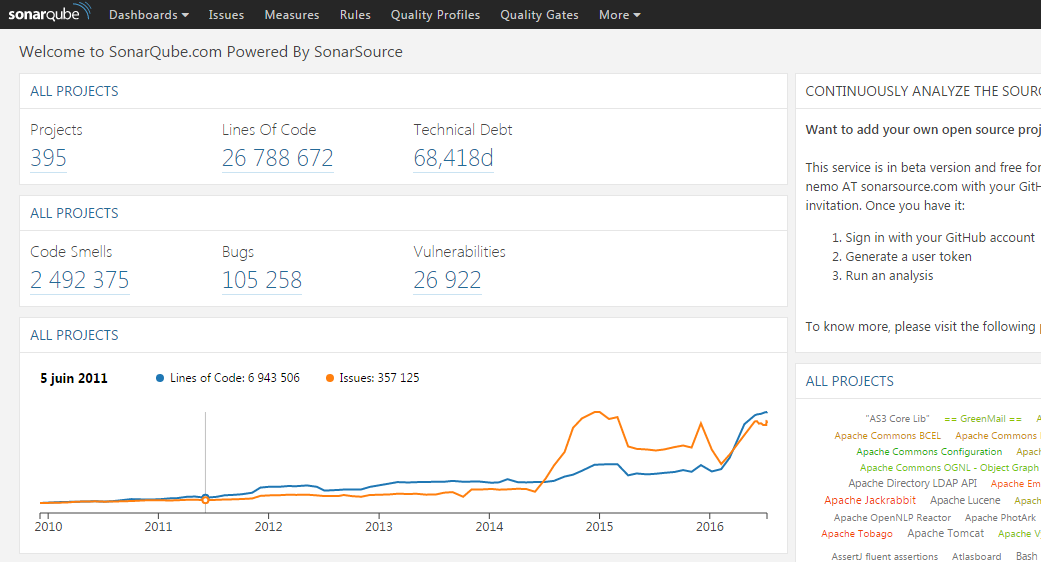 sonarqube Dashboards Issues Measures Rules Quality Profiles Quality Gates More
Welcome to SonarQube.com Powered By SonarSource
ALL PROJECTS
Projects Lines Of Code Technical Debt
395 26 788 672 68,418d
ALL PROJECTS
Code Smells Bugs Vulnerabilities
2 492 375 105 258 26 922
ALL PROJECTS
5 juin 2011 Lines of Code: 6 943 506 Issues: 357 125
2010 2011 2012 2013 2014 2015 2016
CONTINUOUSLY ANALYZE THE SOUR
Want to add your own open source proj
This service is in beta version and free for
nemo AT sonarsource.com with your GitH
invitation. Once you have it:
1. Sign in with your GitHub account
2. Generate a user token
3. Run an analysis
To know more, please visit the following
ALL PROJECTS
"AS3 Core Lib" == GreenMail == A
Apache Commons BCEL Apache Commons
Apache Commons Configuration Apac
Apache Commons OGNL - Object Graph
Apache Directory LDAP API Apache Em
Apache Jackrabbit Apache Lucene Apach
Apache OpenNLP Reactor Apache PhotArk
Apache Tobago Apache Tomcat Apache V
AssertJ fluent assertions Atlasboard Bash